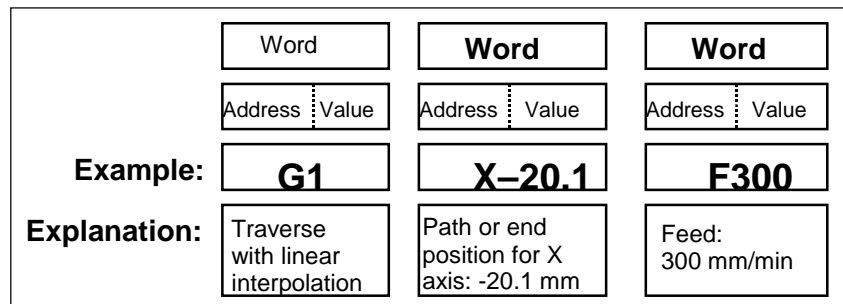 Word Word Word
Address Value Address Value Address Value
Example: G1 X–20.1 F300
Explanation: Traverse
with linear
interpolation
Path or end
position for X
axis: -20.1 mm
Feed:
300 mm/min